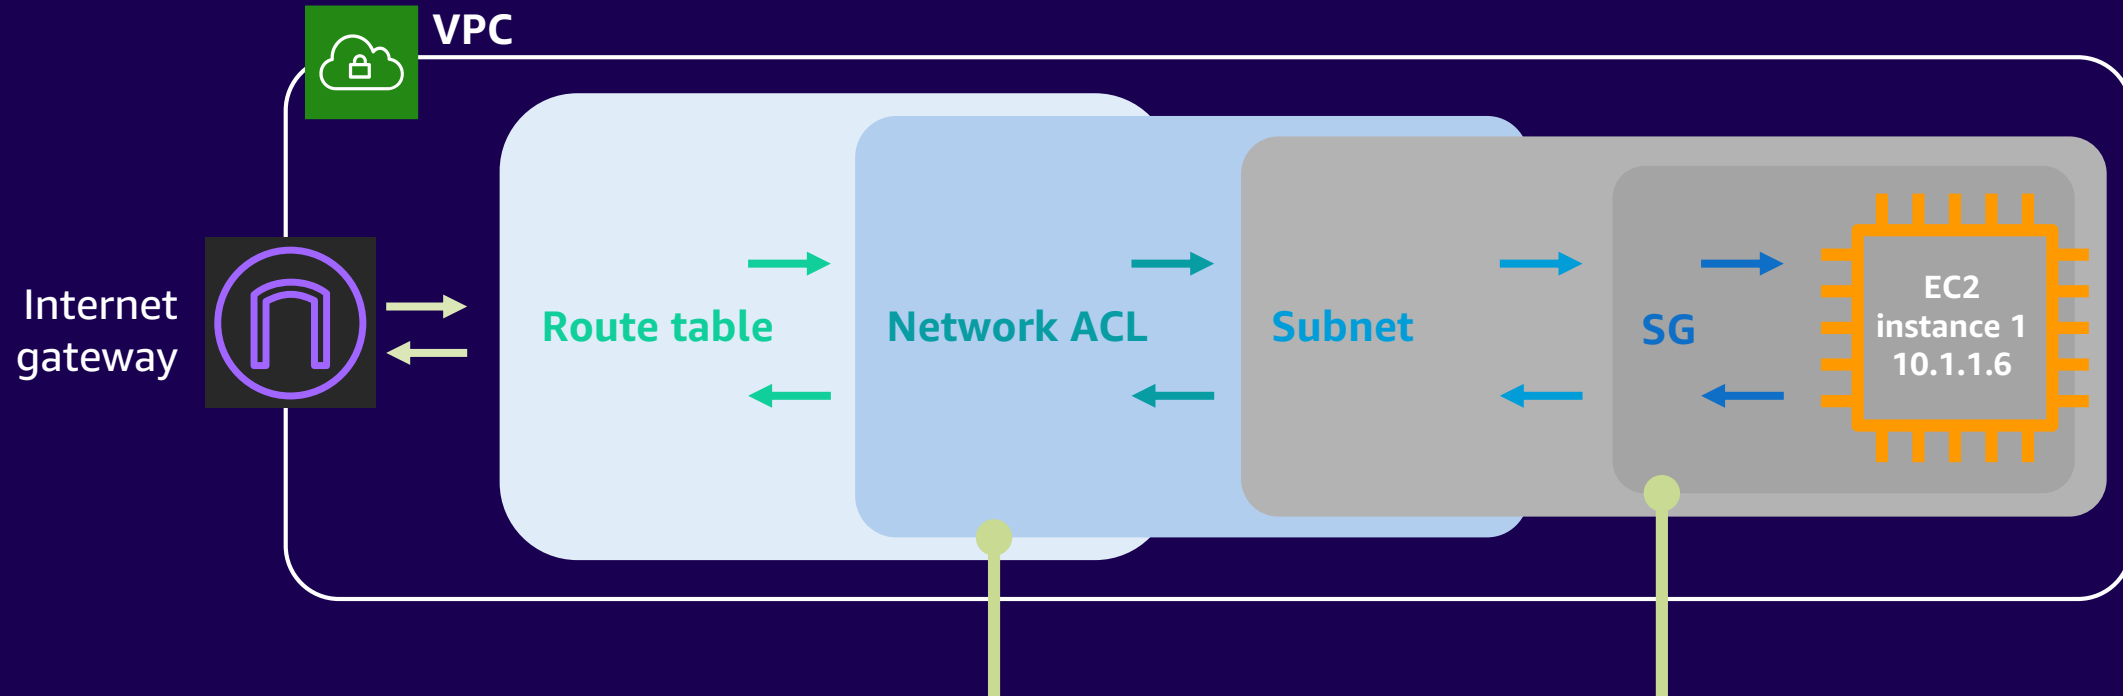 VPC
Internet
gateway
Route table
Network ACL
Subnet
SG
EC2
instance 1
10.1.1.6